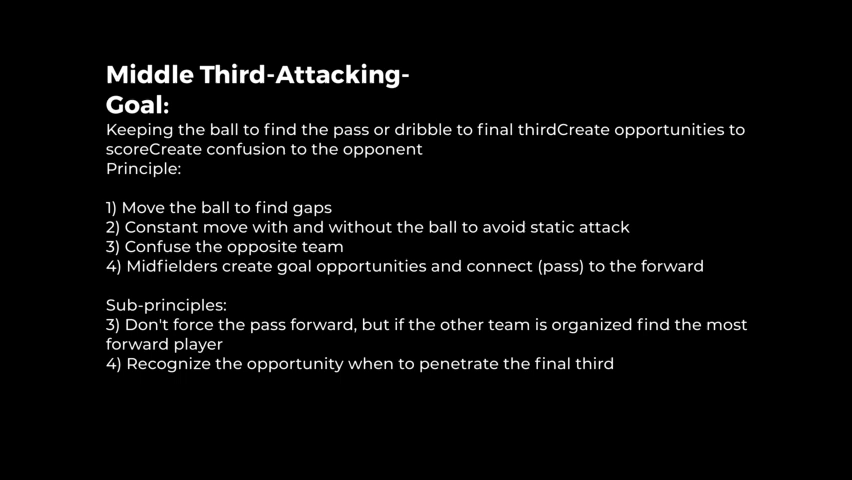 Middle Third-Attacking-
Goal:
Keeping the ball to find the pass or dribble to final thirdCreate opportunities to
scoreCreate confusion to the opponent
Principle:
1) Move the ball to find gaps
2) Constant move with and without the ball to avoid static attack
3) Confuse the opposite team
4) Midfielders create goal opportunities and connect (pass) to the forward
Sub-principles:
3) Don't force the pass forward, but if the other team is organized find the most
forward player
4) Recognize the opportunity when to penetrate the final third